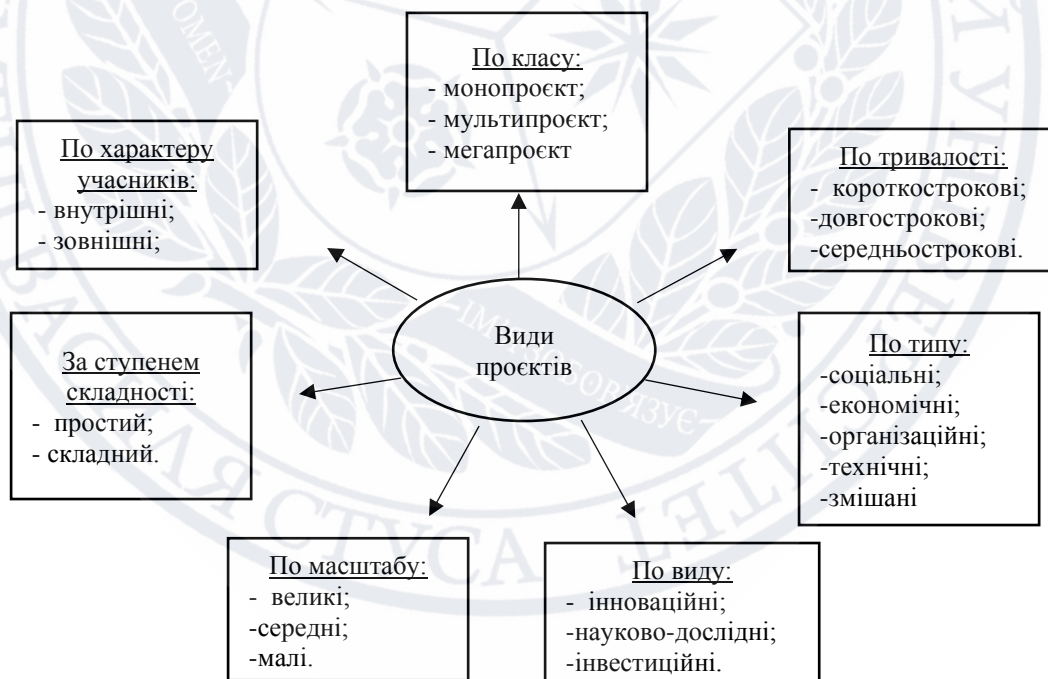 По класу:
- монопроєкт;
- мультипроєкт;
- мегапроєкт
По характеру
учасників:
- внутрішні;
- зовнішні;
По тривалості:
- короткострокові;
-довгострокові;
-середньострокові.
Види
проєктів
За ступенем
складності:
- простий;
- складний.
По типу:
-соціальні;
-економічні;
-організаційні;
-технічні;
-змішані
По масштабу:
- великі;
-середні;
-малі.
По виду:
- інноваційні;
-науково-дослідні;
-інвестиційні.
СТУСА